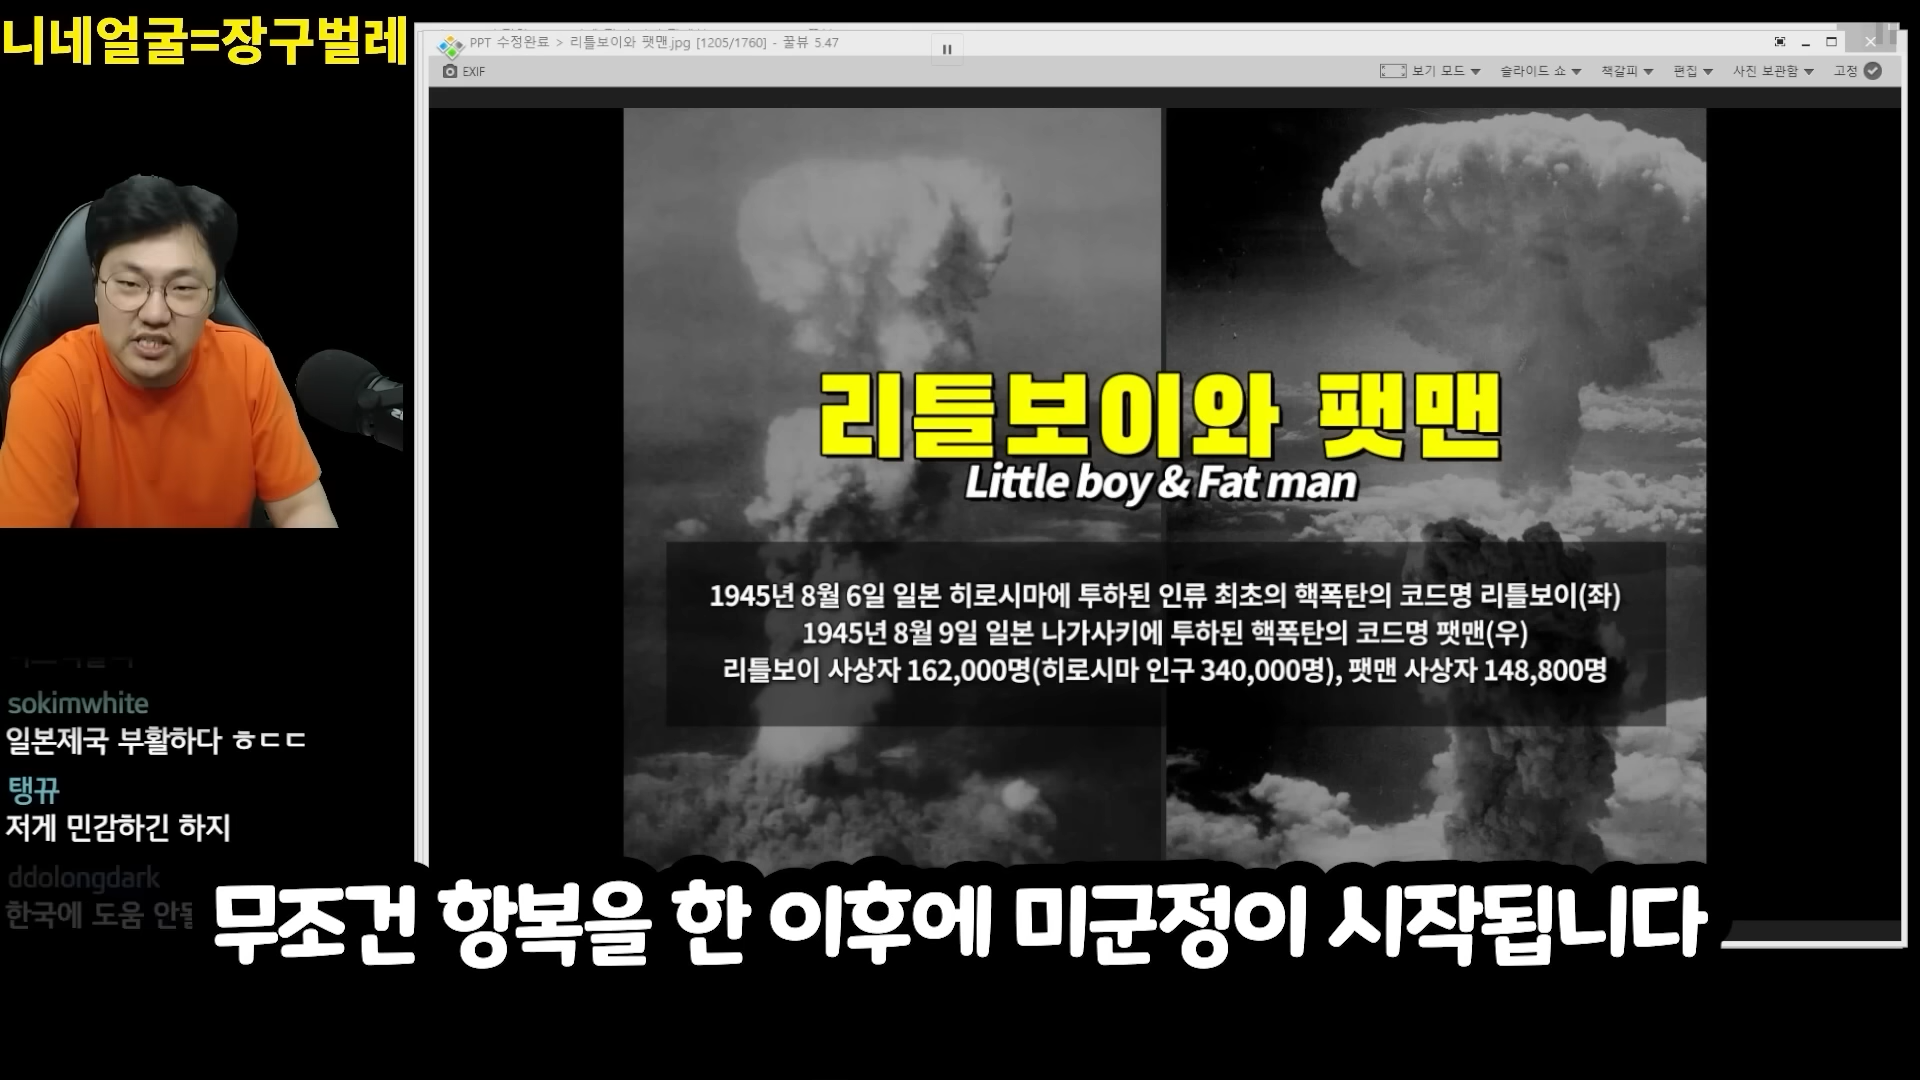 니네얼굴=장구벌레
PPT 수정완료 > 리틀보이와 팻맨.jpg [1205/1760] - 꿀뷰 5.47
EXIF
보기 모드
슬라이드 쇼
책갈피
편집
사진 보관함
고정
리틀보이와 팻맨
Little boy & Fat man
1945년 8월 6일 일본 히로시마에 투하된 인류 최초의 핵폭탄의 코드명 리틀보이(좌)
1945년 8월 9일 일본 나가사키에 투하된 핵폭탄의 코드명 팻맨(우)
리틀보이 사상자 162,000명(히로시마 인구 340,000명), 팻맨 사상자 148,800명
sokimwhite
일본제국 부활하다 ㅎㄷㄷ
탱뀨
저게 민감하긴 하지
ddolongdark
한국에 도움
무조건 항복을 한 이후에 미군정이 시작됩니다